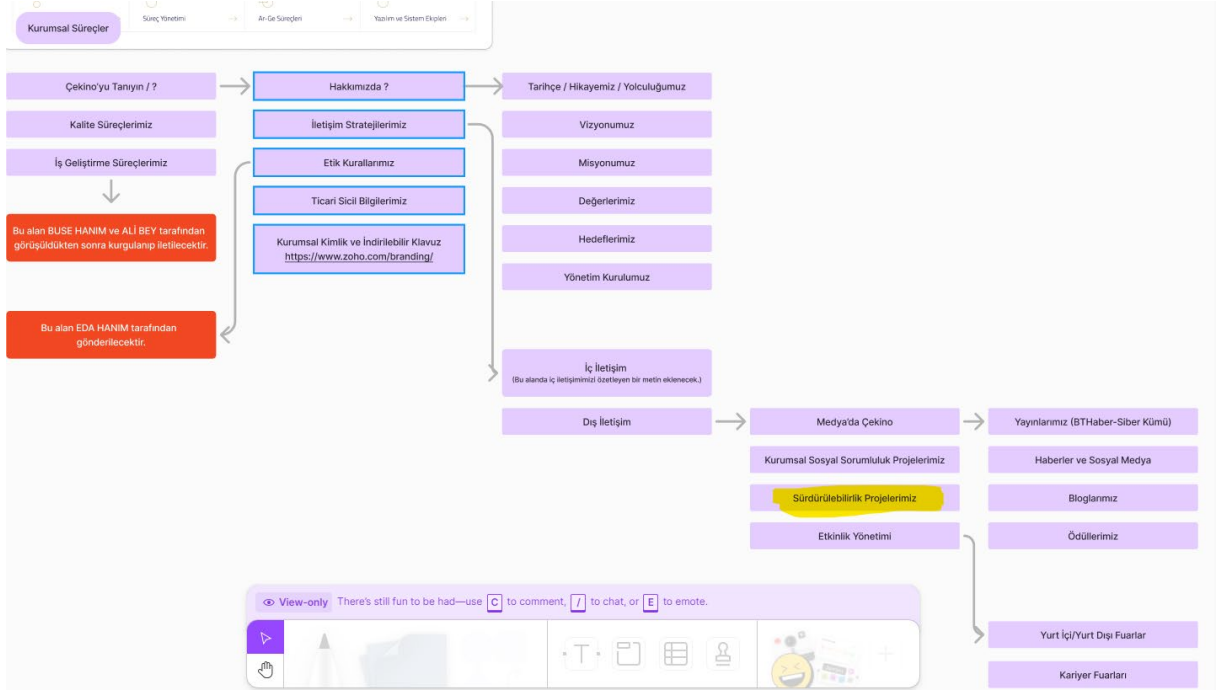 Süreç Yönetimi
Ar-Ge Süreçleri
Yazılım ve Sistem Ekipleri
Kurumsal Süreçler
Çekino'yu Tanıyın / ?
Kalite Süreçlerimiz
İş Geliştirme Süreçlerimiz
Bu alan BUSE HANIM ve ALİ BEY tarafından
görüşüldükten sonra kurgulanıp iletilecektir.
Bu alan EDA HANIM tarafından
gönderilecektir.
Hakkımızda ?
İletişim Stratejilerimiz
Etik Kurallarımız
Ticari Sicil Bilgilerimiz
Kurumsal Kimlik ve İndirilebilir Klavuz
https://www.zoho.com/branding/
Tarihçe / Hikayemiz / Yolculuğumuz
Vizyonumuz
Misyonumuz
Değerlerimiz
Hedeflerimiz
Yönetim Kurulumuz
İç İletişim
(Bu alanda iç iletişimimizi özetleyen bir metin eklenecek.)
Dış İletişim
Medya'da Çekino
Kurumsal Sosyal Sorumluluk Projelerimiz
Sürdürülebilirlik Projelerimiz
Etkinlik Yönetimi
Yayınlarımız (BTHaber-Siber Kümü)
Haberler ve Sosyal Medya
Bloglarımız
Ödüllerimiz
Yurt İçi/Yurt Dışı Fuarlar
Kariyer Fuarları
View-only There's still fun to be had—use C to comment, / to chat, or E to emote.
T